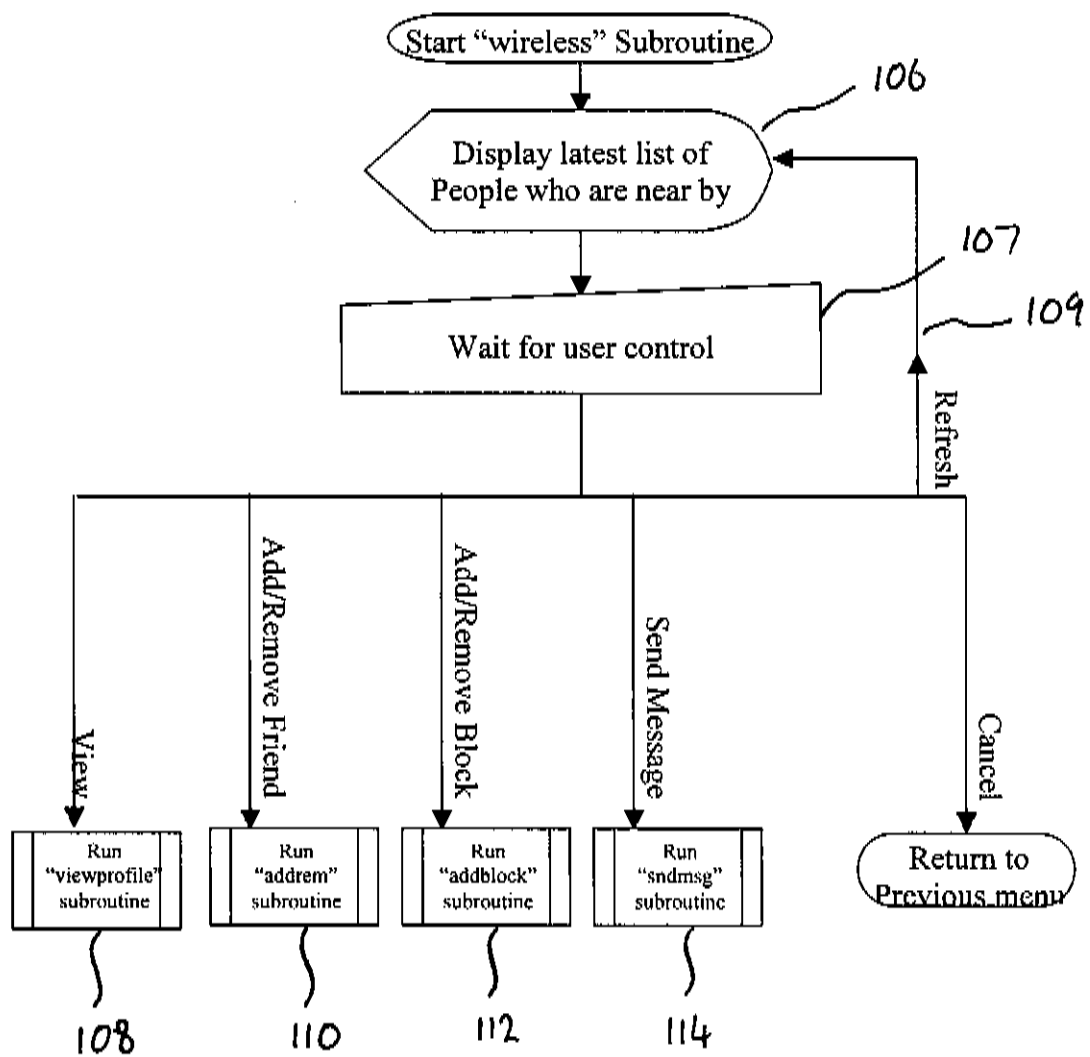 Start “wireless” Subroutine
106
Display latest list of
People who are near by
107
Wait for user control
109
Refresh
View
Add/Remove Friend
Add/Remove Block
Send Message
Cancel
Run
“viewprofile”
subroutine
Run
“addrem”
subroutine
Run
“addblock”
subroutine
Run
“sndmsg”
subroutine
Return to
Previous menu
108
110
112
114